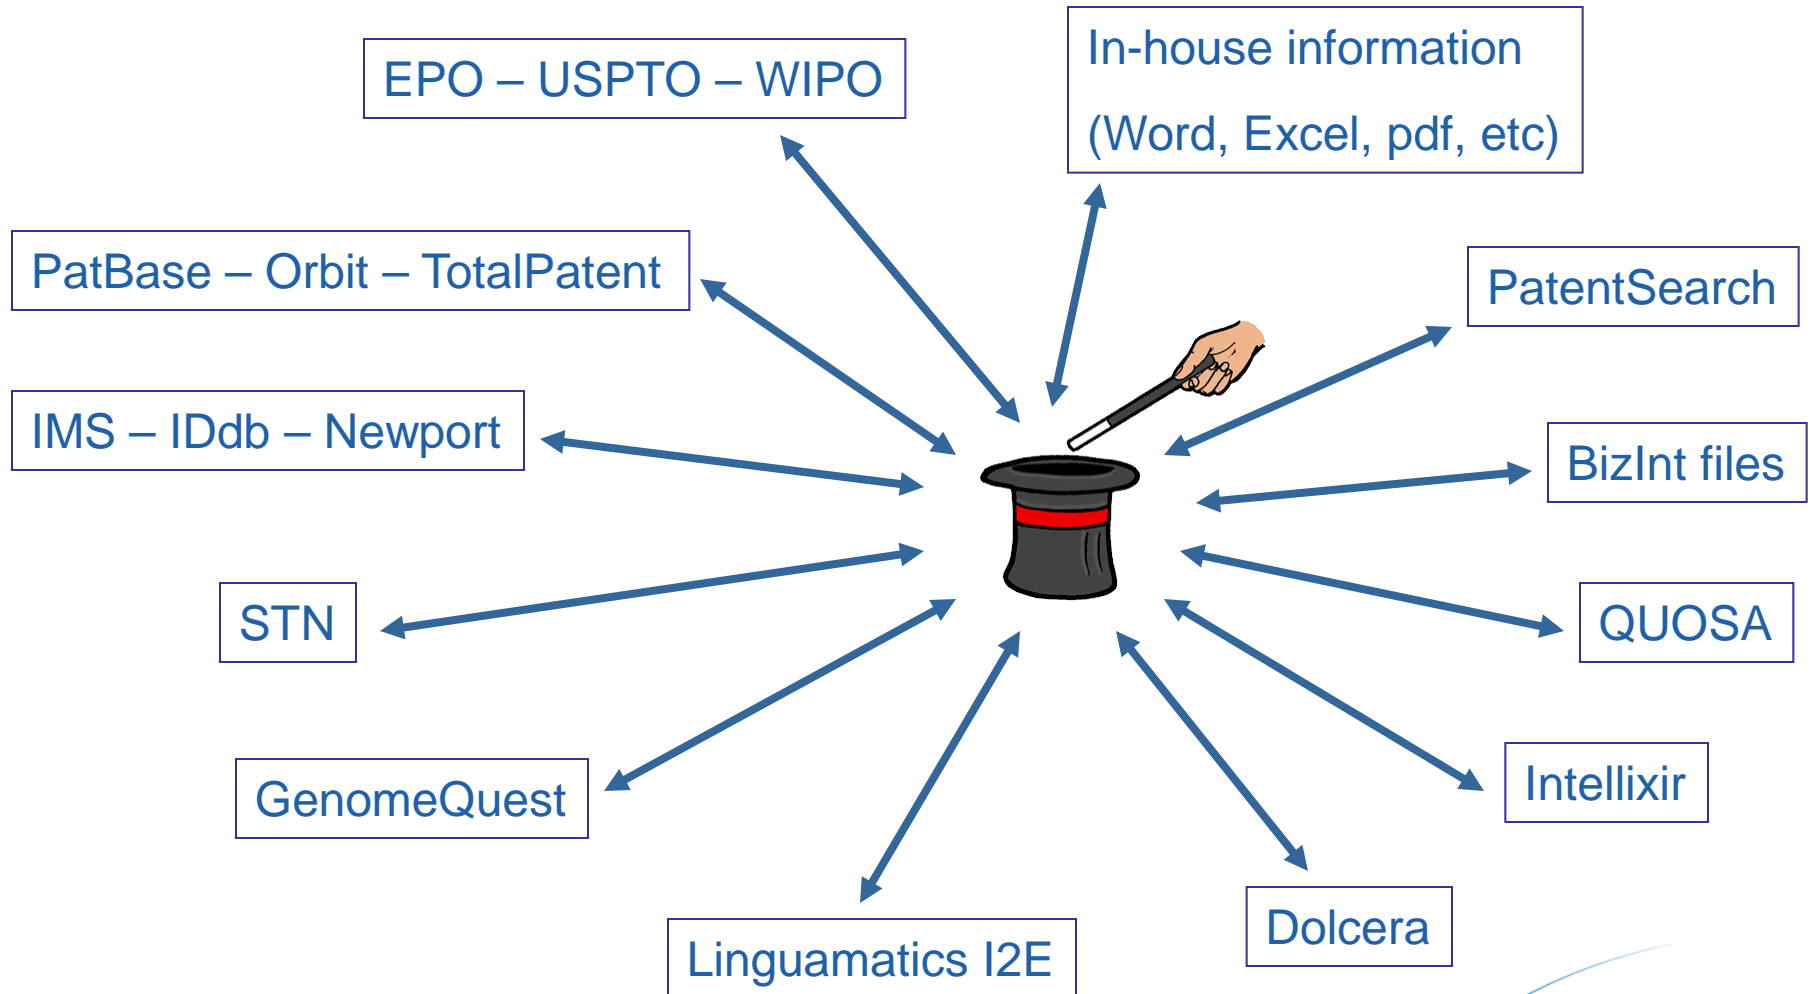 EPO – USPTO – WIPO
In-house information
(Word, Excel, pdf, etc)
PatBase – Orbit – TotalPatent
PatentSearch
IMS – IDdb – Newport
BizInt files
STN
QUOSA
GenomeQuest
Intellixir
Linguamatics I2E
Dolcera